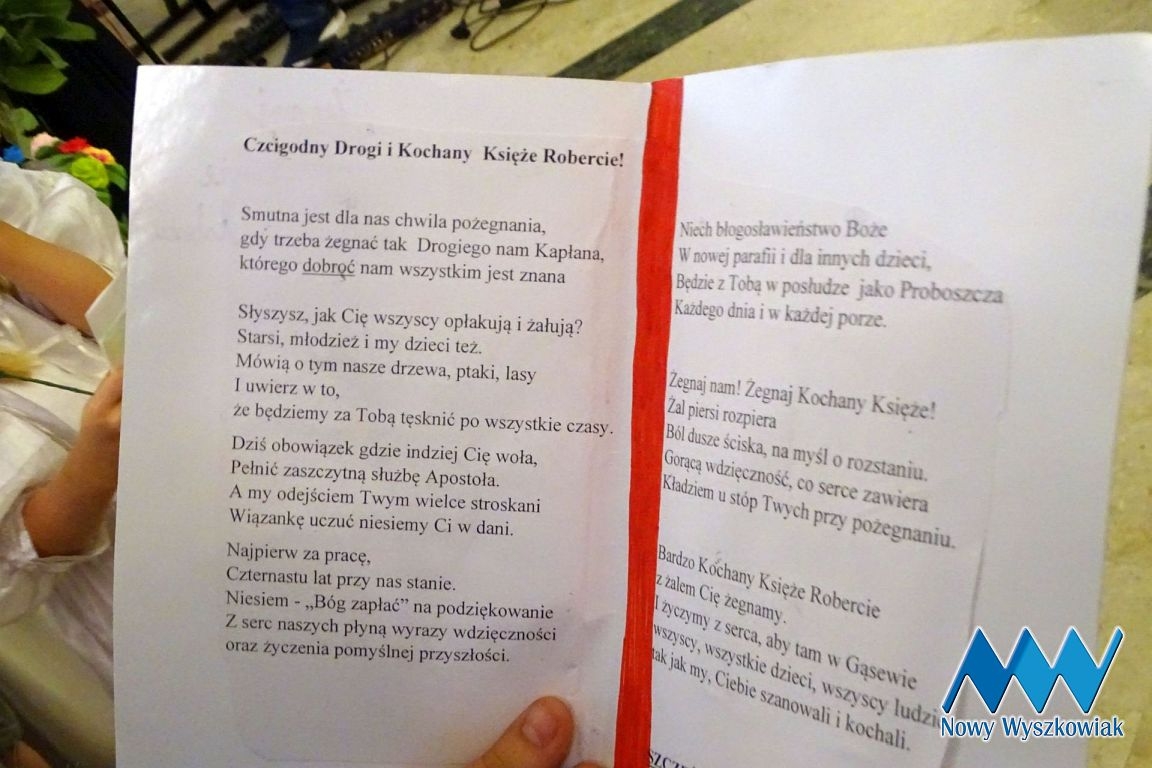 Czcigodny Drogi i Kochany Księże Robercie!
Smutna jest dla nas chwila pożegnania,
gdy trzeba żegnać tak Drogiego nam Kapłana,
którego dobroć nam wszystkim jest znana
Słyszysz, jak Cię wszyscy opłakują i żałują?
Starsi, młodzież i my dzieci też.
Mówią o tym nasze drzewa, ptaki, lasy
I uwierz w to,
że będziemy za Tobą tęsknić po wszystkie czasy.
Dziś obowiązek gdzie indziej Cię woła,
Pełnić zaszczytną służbę Apostoła.
A my odejściem Twym wielce stroskani
Wiązankę uczuć niesiemy Ci w dani.
Najpierw za pracę,
Czternastu lat przy nas stanie.
Niesiem - „Bóg zapłać” na podziękowanie
Z serc naszych płyną wyrazy wdzięczności
oraz życzenia pomyślnej przyszłości.
Niech błogosławieństwo Boże
W nowej parafii i dla innych dzieci,
Będzie z Tobą w posłudze jako Proboszcza
Każdego dnia i w każdej porze.
Żegnaj nam! Żegnaj Kochany Księże!
Żal piersi rozpiera
Ból dusze ściska, na myśl o rozstaniu.
Gorącą wdzięczność, co serce zawiera
Kładziem u stóp Twych przy pożegnaniu.
Bardzo Kochany Księże Robercie
z żalem Cię żegnamy.
I życzymy z serca, aby tam w Gąsewie
wszyscy, wszystkie dzieci, wszyscy ludzie
tak jak my, Ciebie szanowali i kochali.
Nowy Wyszkowiak